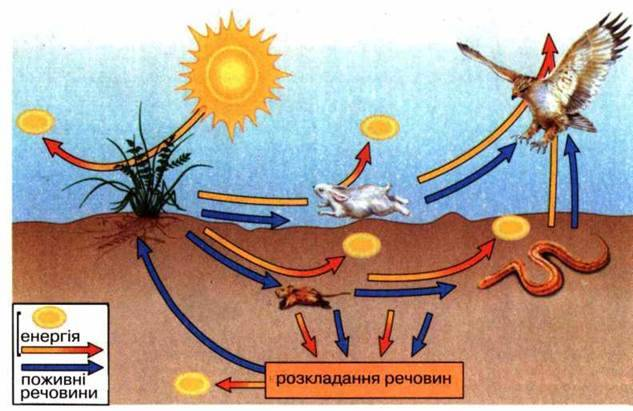 розкладання речовин
енергія
поживні
речовини